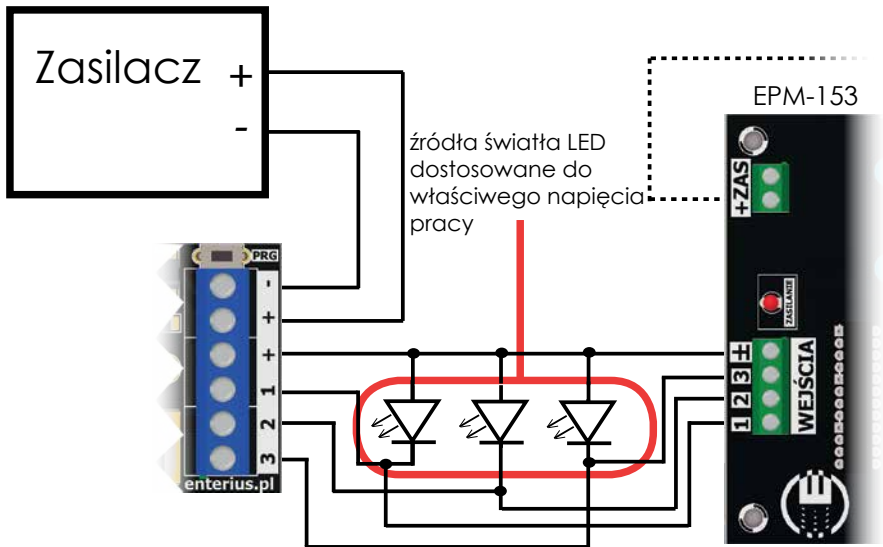 Zasilacz
+
-
źródła światła LED
dostosowane do
właściwego napięcia
pracy
EPM-153
+ZAS
ZASILANIE
PRG
-
+
+
1
2
3
enterius.pl
±
3
2
1
WEJŚCIA